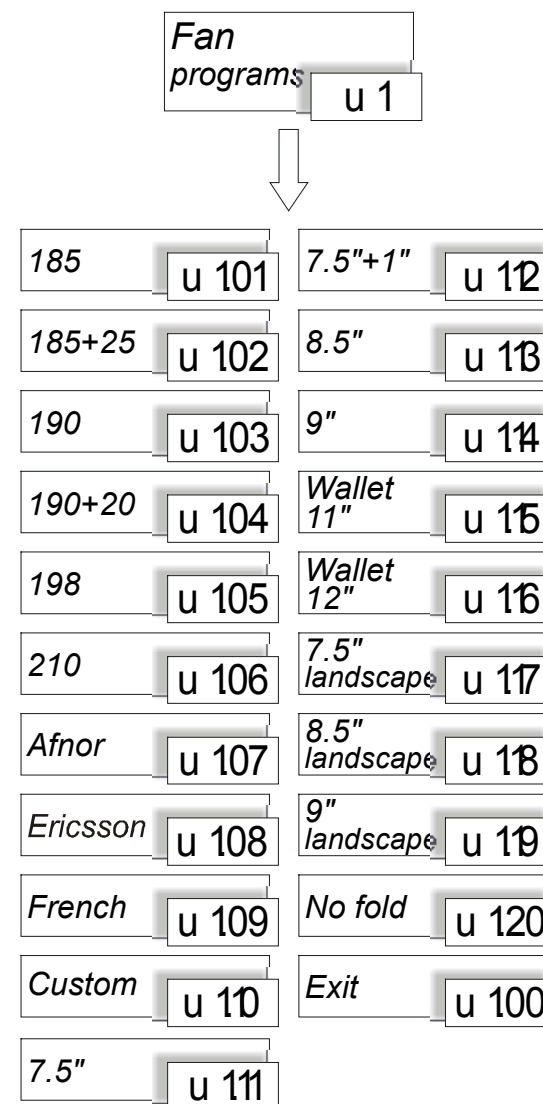 Fan
programs
u 1
185
u 101
185+25
u 102
190
u 103
190+20
u 104
198
u 105
210
u 106
Afnor
u 107
Ericsson
u 108
French
u 109
Custom
u 110
7.5"
u 111
7.5"+1"
u 112
8.5"
u 113
9"
u 114
Wallet
11"
u 115
Wallet
12"
u 116
7.5"
landscape
u 117
8.5"
landscape
u 118
9"
landscape
u 119
No fold
u 120
Exit
u 100